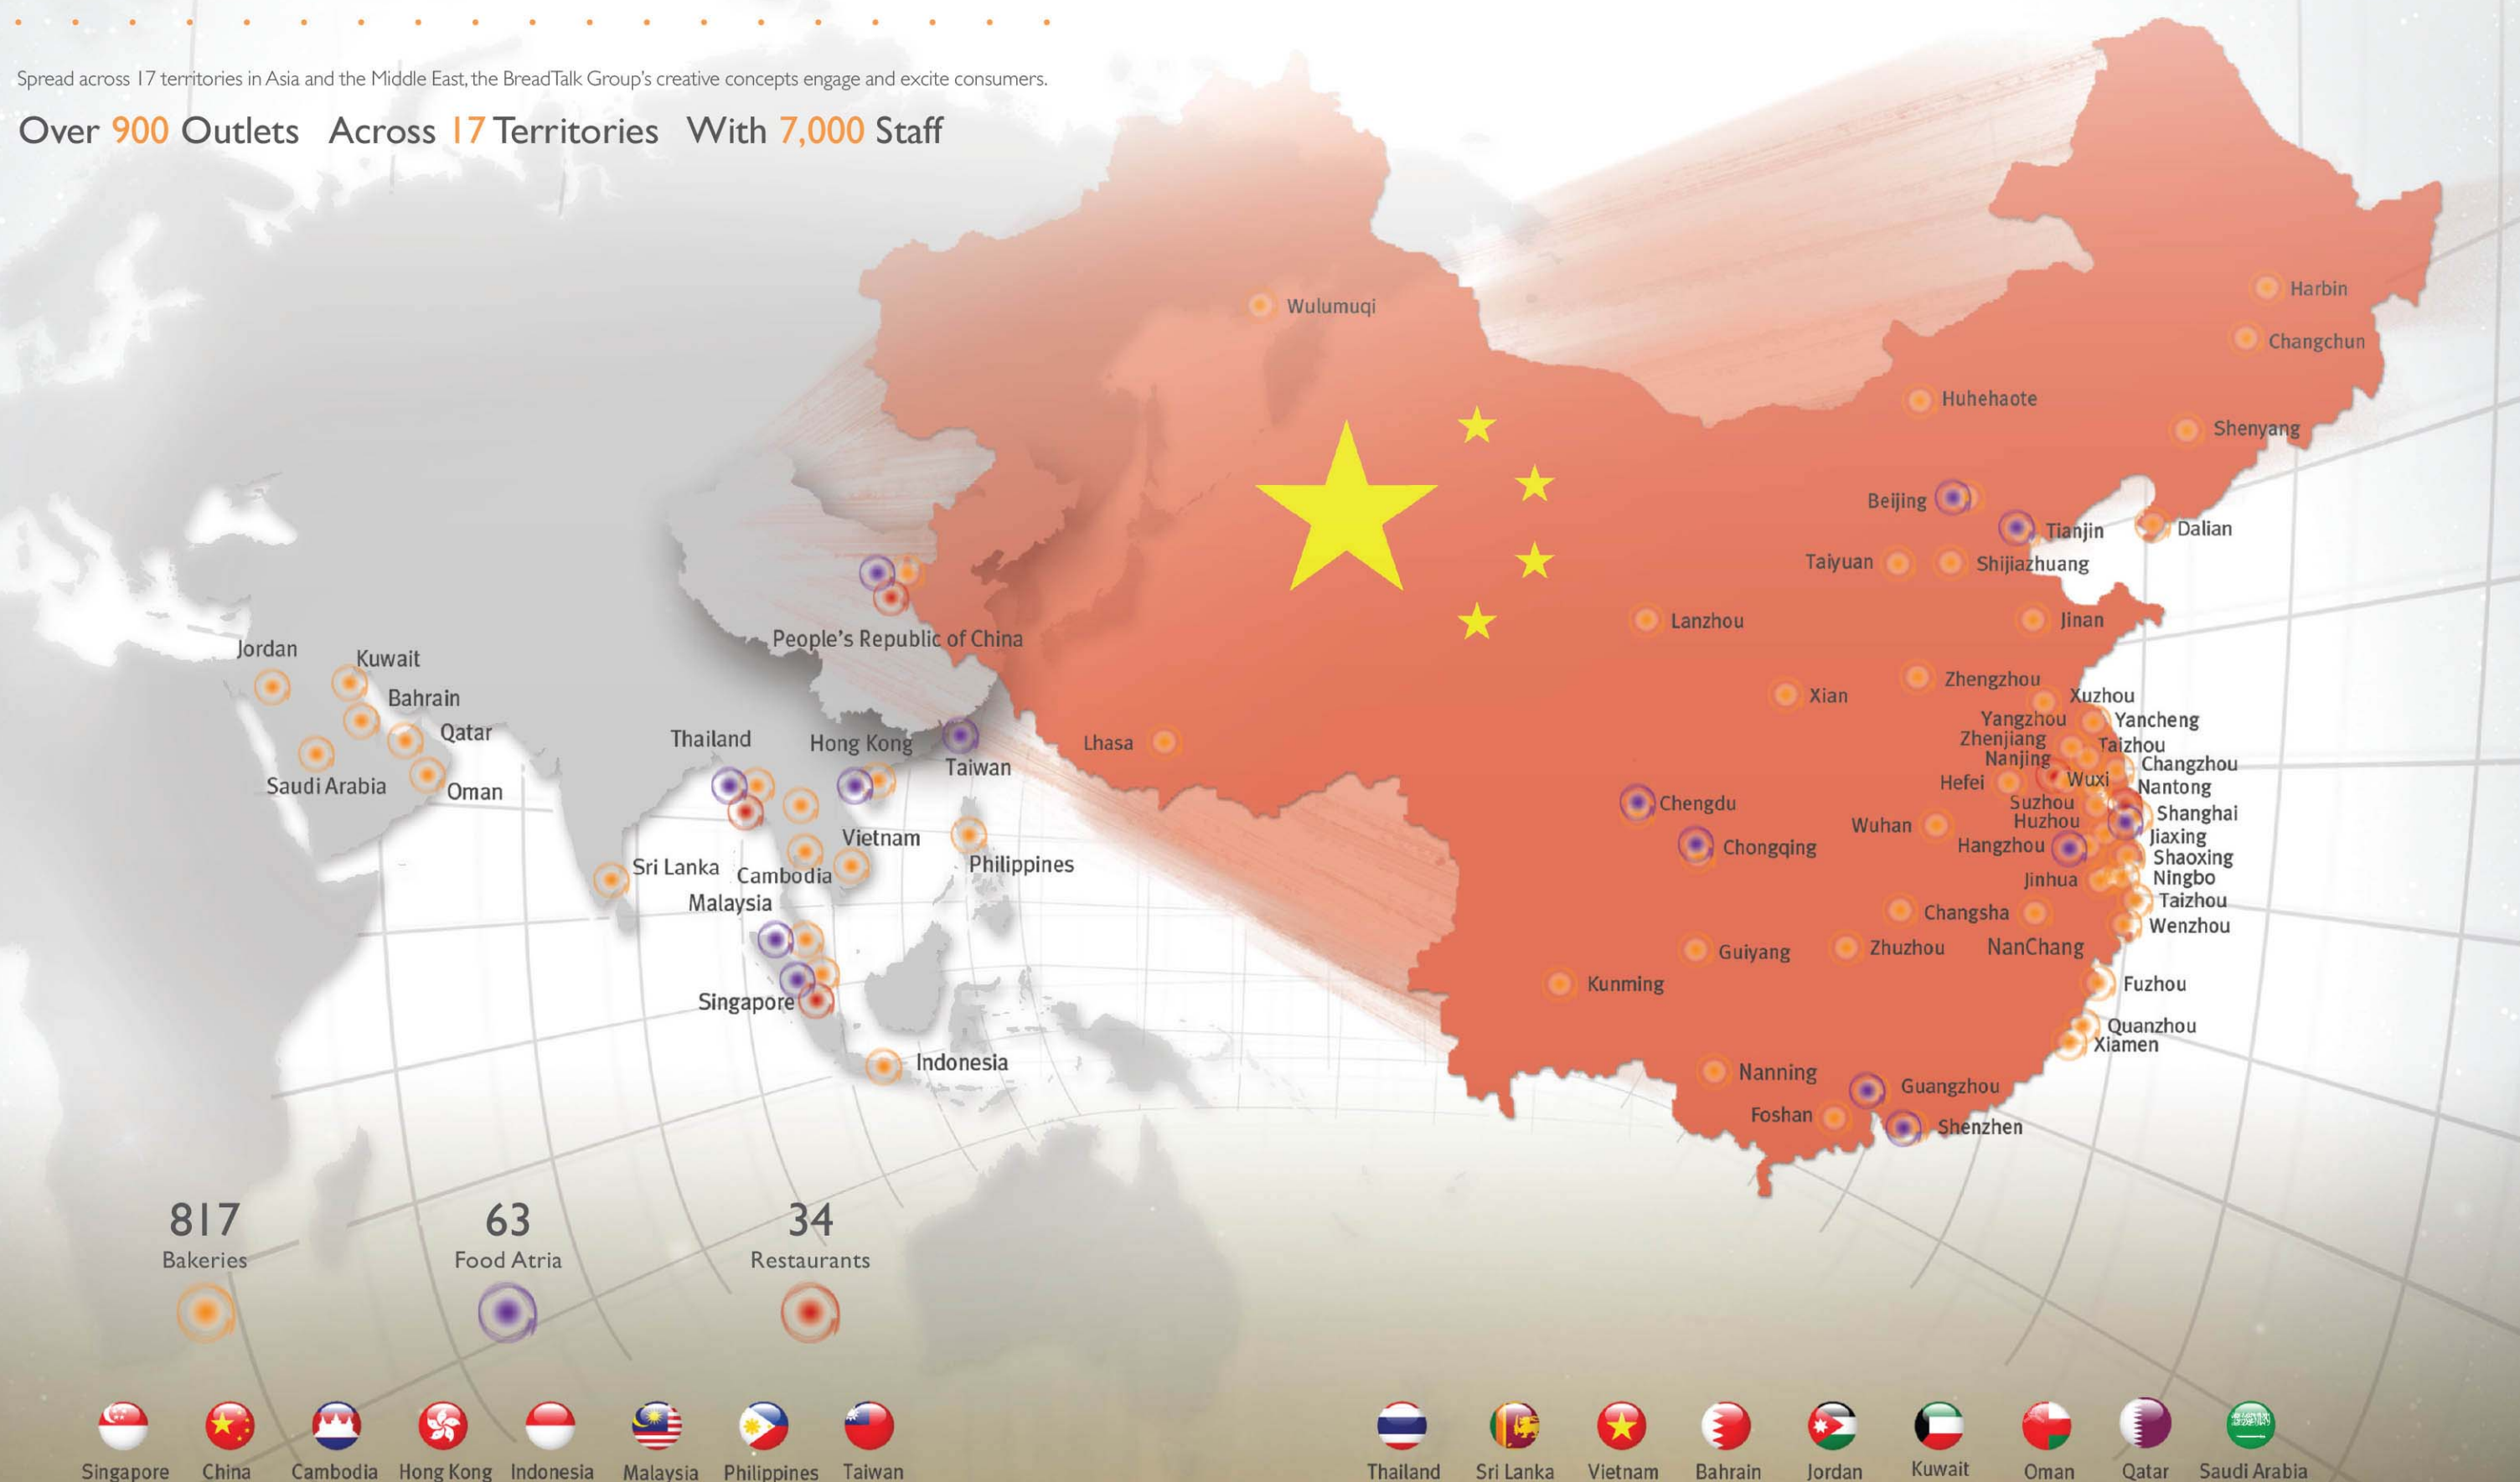 Spread across 17 territories in Asia and the Middle East, the BreadTalk Group's creative concepts engage and excite consumers.
Over 900 Outlets Across 17 Territories With 7,000 Staff
Wulumuqi
Harbin
Changchun
Huhehaote
Shenyang
Beijing
Tianjin
Dalian
Taiyuan
Shijiazhuang
Lanzhou
Jinan
People's Republic of China
Jordan
Kuwait
Bahrain
Qatar
Saudi Arabia
Oman
Thailand
Hong Kong
Taiwan
Vietnam
Philippines
Sri Lanka
Cambodia
Malaysia
Singapore
Indonesia
Lhasa
Xian
Zhengzhou
Xuzhou
Yangzhou
Yancheng
Zhenjiang
Taizhou
Nanjing
Changzhou
Hefei
Wuxi
Nantong
Chengdu
Suzhou
Shanghai
Wuhan
Huzhou
Jiaxing
Chongqing
Hangzhou
Shaoxing
Jinhua
Ningbo
Taizhou
Changsha
Wenzhou
Guiyang
Zhuzhou
NanChang
Kunming
Fuzhou
Quanzhou
Xiamen
Nanning
Guangzhou
Foshan
Shenzhen
817
Bakeries
63
Food Atria
34
Restaurants
Singapore China Cambodia Hong Kong Indonesia Malaysia Philippines Taiwan
Thailand Sri Lanka Vietnam Bahrain Jordan Kuwait Oman Qatar Saudi Arabia